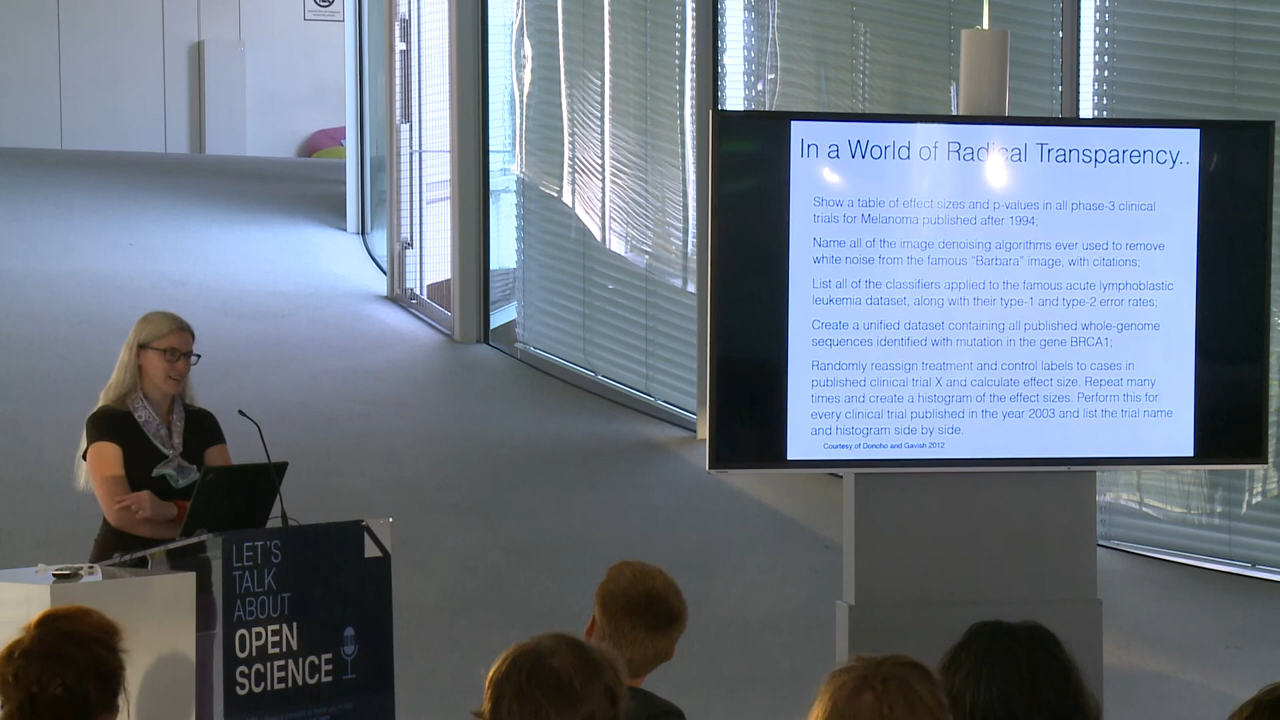 In a World of Radical Transparency..
Show a table of effect sizes and p-values in all phase-3 clinical
trials for Melanoma published after 1994;
Name all of the image denoising algorithms ever used to remove
white noise from the famous "Barbara" image, with citations;
List all of the classifiers applied to the famous acute lymphoblastic
leukemia dataset, along with their type-1 and type-2 error rates;
Create a unified dataset containing all published whole-genome
sequences identified with mutation in the gene BRCA1;
Randomly reassign treatment and control labels to cases in
published clinical trial X and calculate effect size. Repeat many
times and create a histogram of the effect sizes. Perform this for
every clinical trial published in the year 2003 and list the trial name
and histogram side by side.
Courtesy of Donoho and Gavish 2012
LET'S
TALK
ABOUT
OPEN
SCIENCE